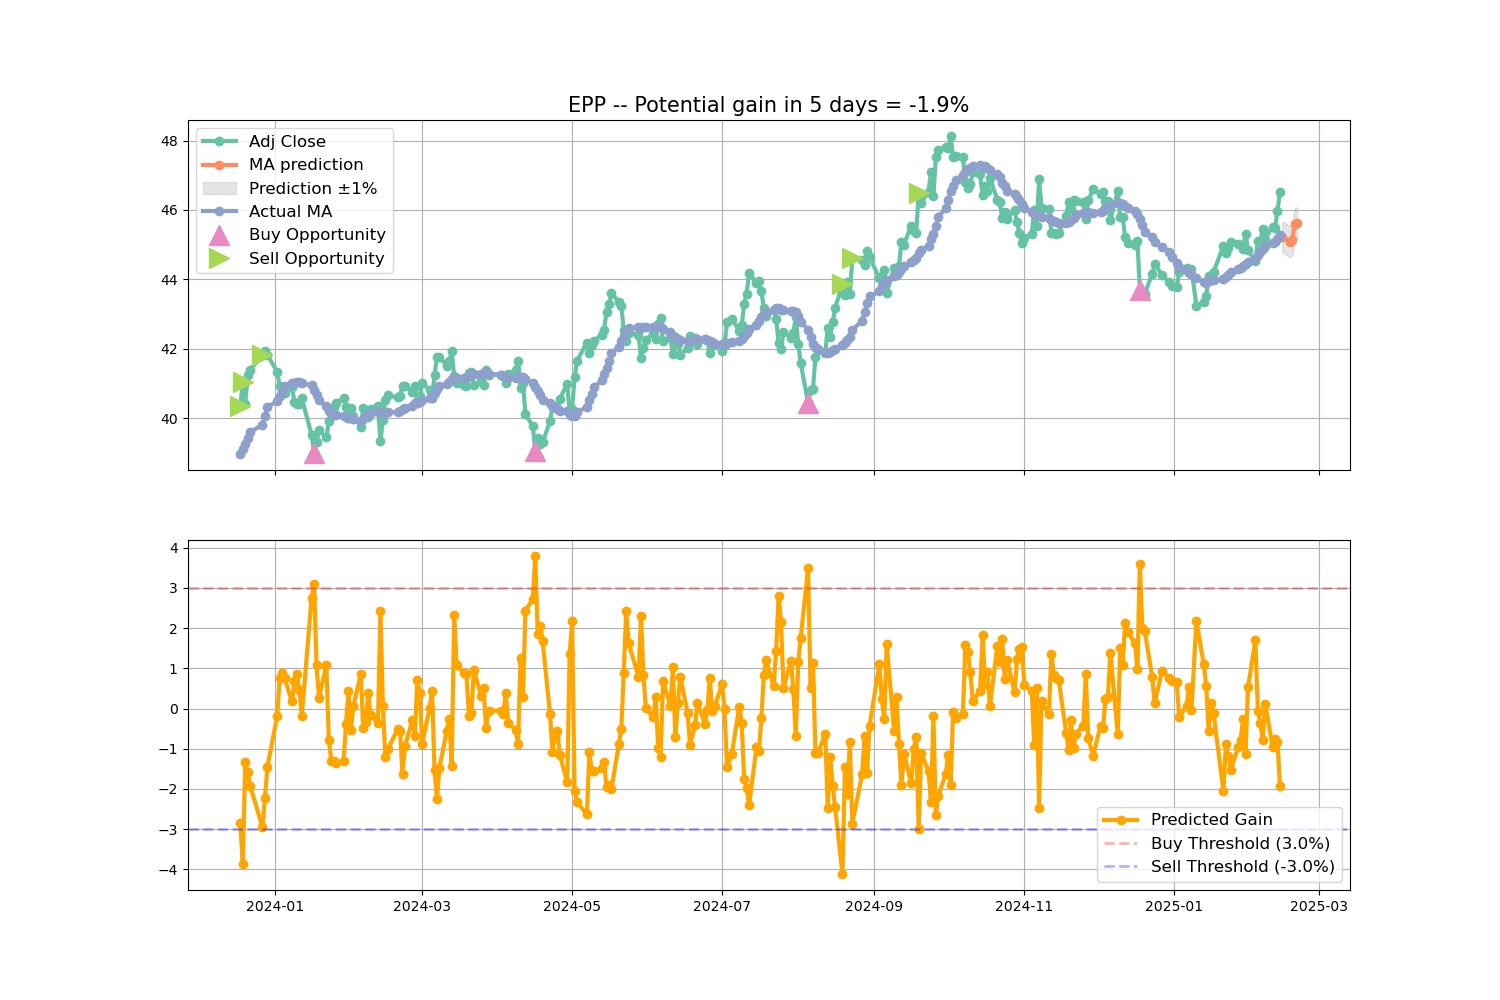 EPP -- Potential gain in 5 days = -1.9%
48
46
44
42
40
Adj Close
MA prediction
Prediction ±1%
Actual MA
Buy Opportunity
Sell Opportunity
4
3
2
1
0
−1
−2
−3
−4
Predicted Gain
Buy Threshold (3.0%)
Sell Threshold (-3.0%)
2024-01 2024-03 2024-05 2024-07 2024-09 2024-11 2025-01 2025-03